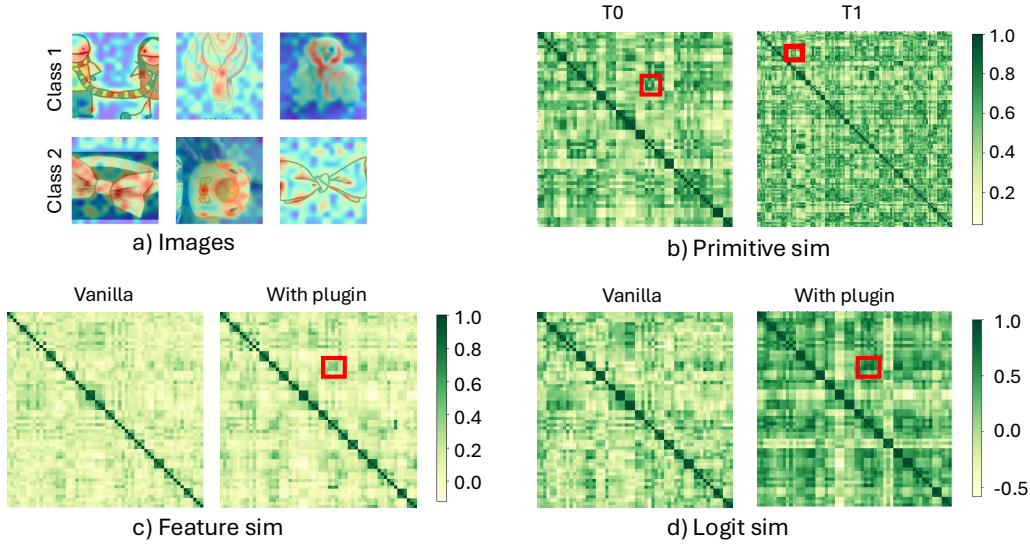 Class 1
Class 2
a) Images
T0
T1
1.0
0.8
0.6
0.4
0.2
b) Primitive sim
Vanilla
With plugin
1.0
0.8
0.6
0.4
0.2
0.0
c) Feature sim
Vanilla
With plugin
1.0
0.5
0.0
-0.5
d) Logit sim